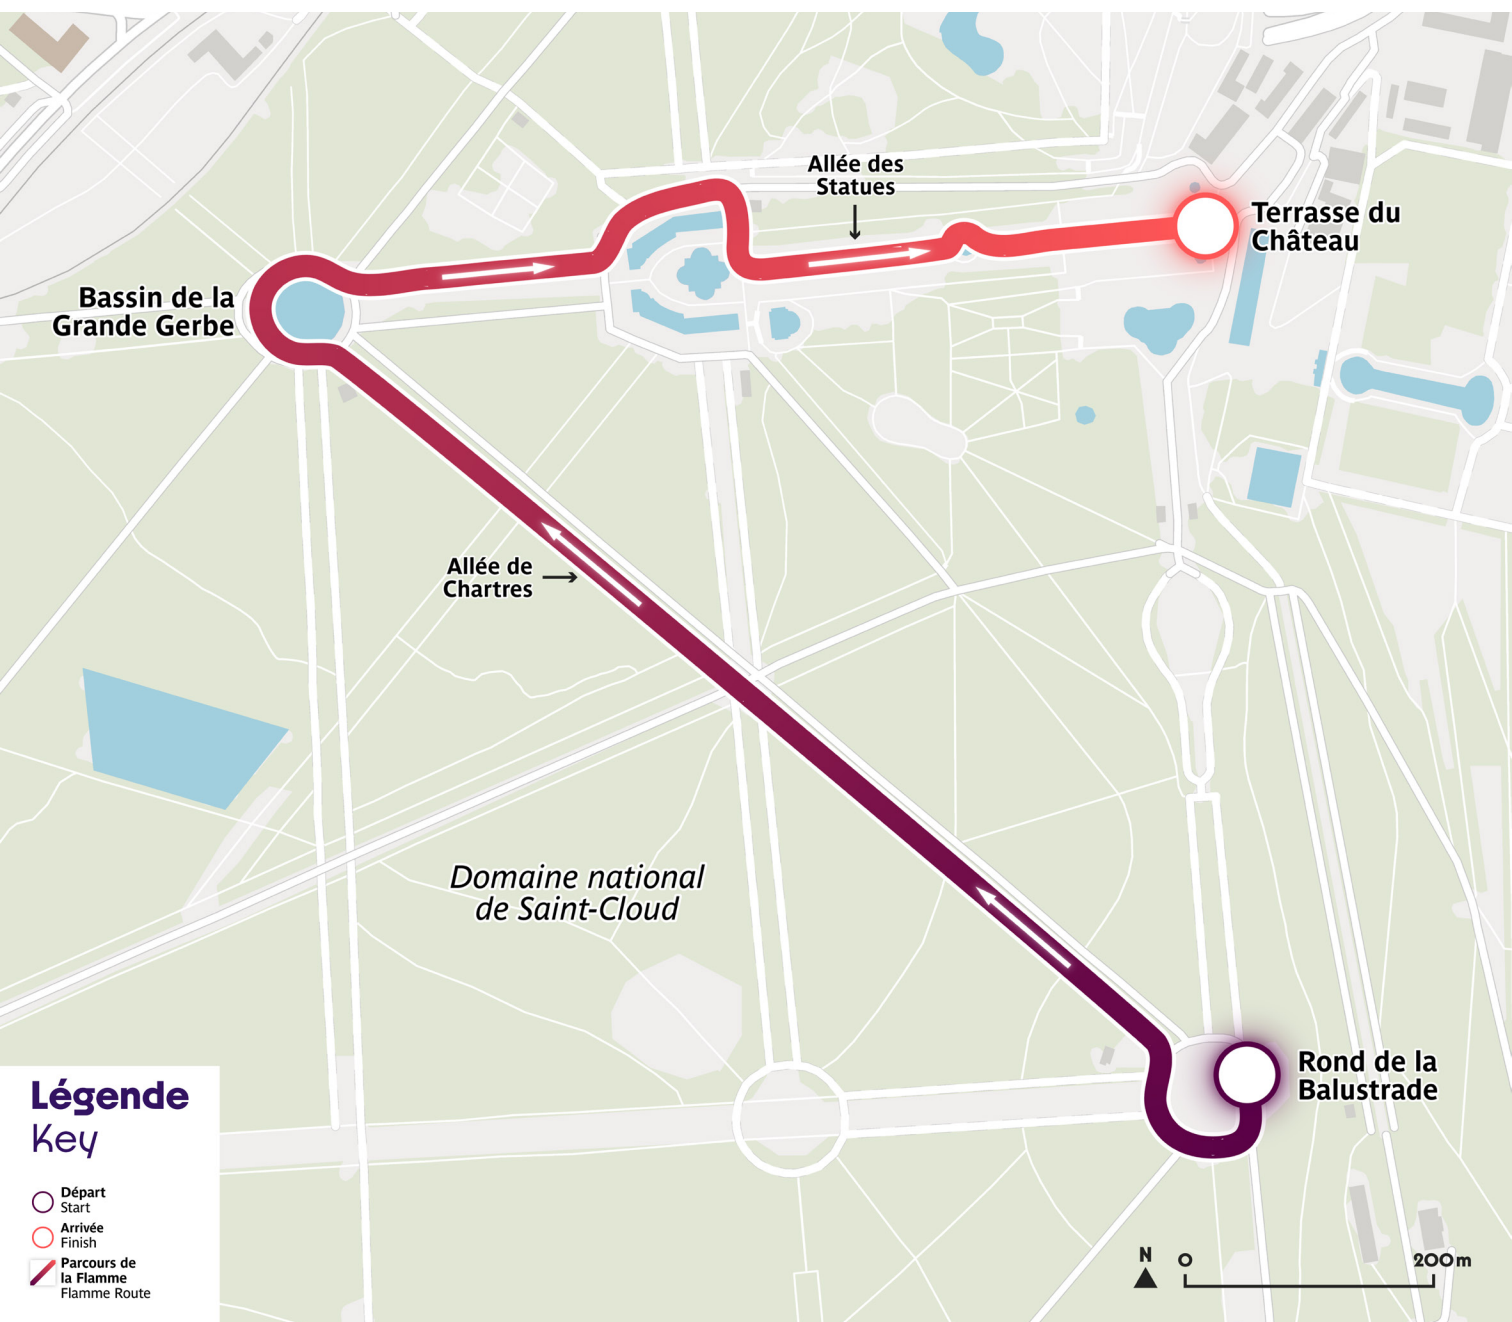 Allée des
Statues
Terrasse du
Château
Bassin de la
Grande Gerbe
Allée de
Chartres
Domaine national
de Saint-Cloud
Rond de la
Balustrade
Légende
Key
Départ
Start
Arrivée
Finish
Parcours de
la Flamme
Flamme Route
N
0
200m